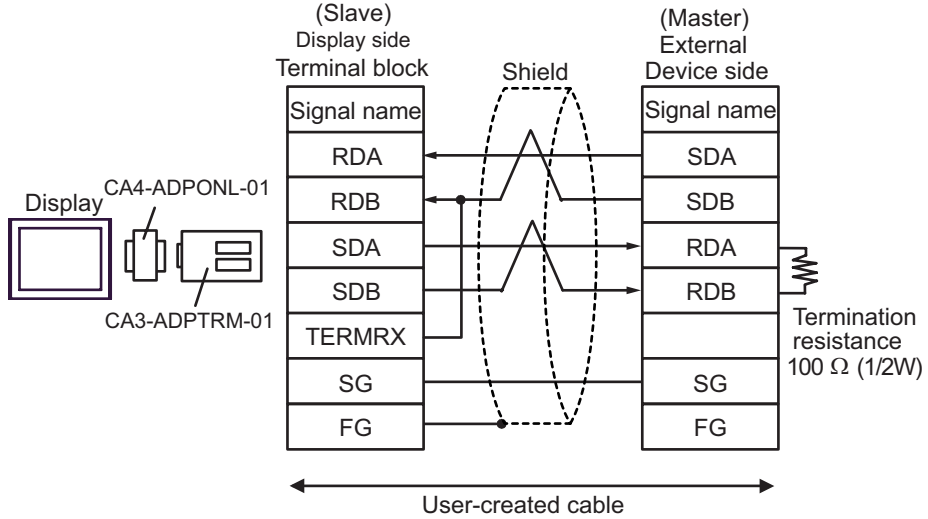 (Slave)
Display side
Terminal block
(Master)
External
Device side
Shield
Signal name
Signal name
RDA
SDA
RDB
SDB
SDA
RDA
SDB
RDB
TERMRX
SG
SG
FG
FG
Display
CA4-ADPONL-01
CA3-ADPTRM-01
Termination
resistance
100 Ω (1/2W)
User-created cable